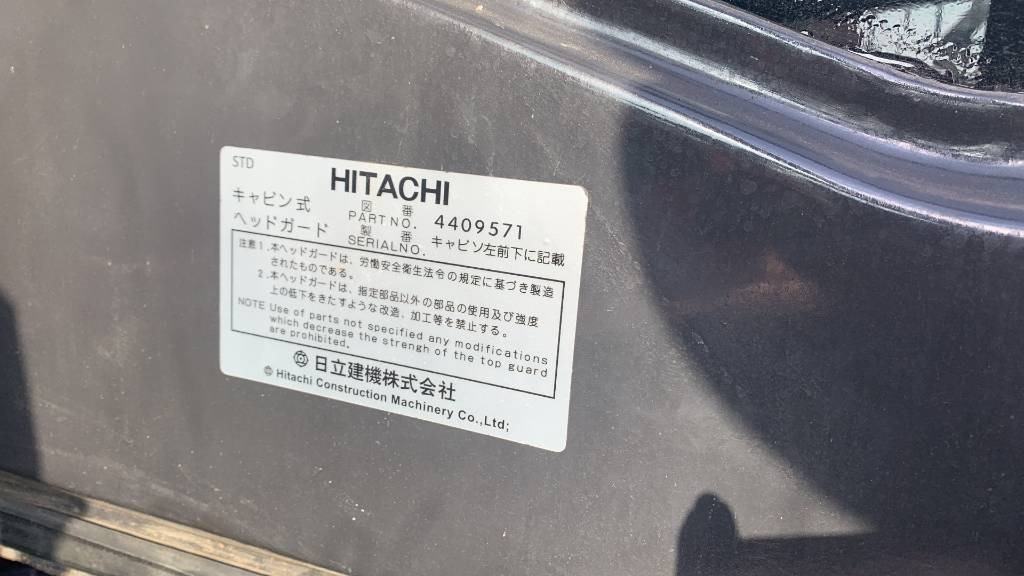 STD
HITACHI
キャビン式
ヘッドガード
図 番
PART NO. 4409571
製 番
SERIAL NO. キャビン左前下に記載
注意 1. 本ヘッドガードは、労働安全衛生法令の規定に基づき製造
されたものである。
2. 本ヘッドガードは、指定部品以外の部品の使用及び強度
上の低下をきたすような改造、加工等を禁止する。
NOTE Use of parts not specified any modifications
which decrease the strengh of the top guard
are prohibited.
日立建機株式会社
© Hitachi Construction Machinery Co.,Ltd;